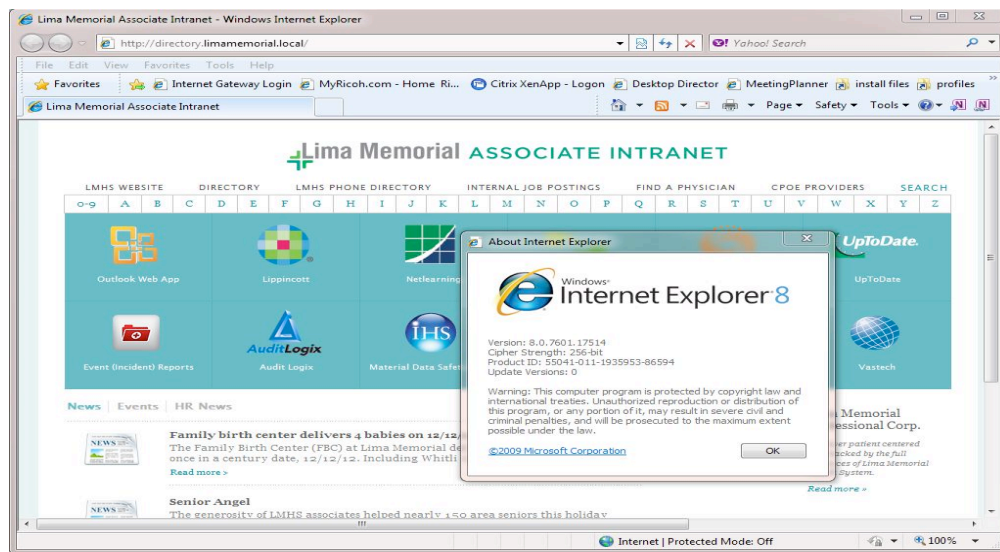 Lima Memorial Associate Intranet - Windows Internet Explorer
http://directory.limamemorial.local/
Yahoo! Search
File Edit View Favorites Tools Help
Favorites Internet Gateway Login MyRicoh.com - Home Ri... Citrix XenApp - Logon Desktop Director MeetingPlanner install files profiles »
Lima Memorial Associate Intranet
Page Safety Tools
Lima Memorial ASSOCIATE INTRANET
LMHS WEBSITE DIRECTORY LMHS PHONE DIRECTORY INTERNAL JOB POSTINGS FIND A PHYSICIAN CPOE PROVIDERS SEARCH
0-9 A B C D E F G H I J K L M N O P Q R S T U V W X Y Z
UpToDate.
Outlook Web App Lippincott Netlearning UpToDate
AuditLogix
IHS
Event (Incident) Reports Audit Logix Material Data Safet Vastech
About Internet Explorer
Windows
Internet Explorer 8
Version: 8.0.7601.17514
Cipher Strength: 256-bit
Product ID: 55041-011-1935953-86594
Update Versions: 0
Warning: This computer program is protected by copyright law and
international treaties. Unauthorized reproduction or distribution of
this program, or any portion of it, may result in severe civil and
criminal penalties, and will be prosecuted to the maximum extent
possible under the law.
©2009 Microsoft Corporation
OK
News Events HR News
NEWS
Family birth center delivers 4 babies on 12/12/
The Family Birth Center (FBC) at Lima Memorial de
once in a century date, 12/12/12. Including Whitli
Read more >
NEWS
Senior Angel
The generosity of LMHS associates helped nearly 150 area seniors this holiday
Memorial
essional Corp.
er patient centered
acked by the full
ces of Lima Memorial
System.
Read more »
Internet | Protected Mode: Off
100%